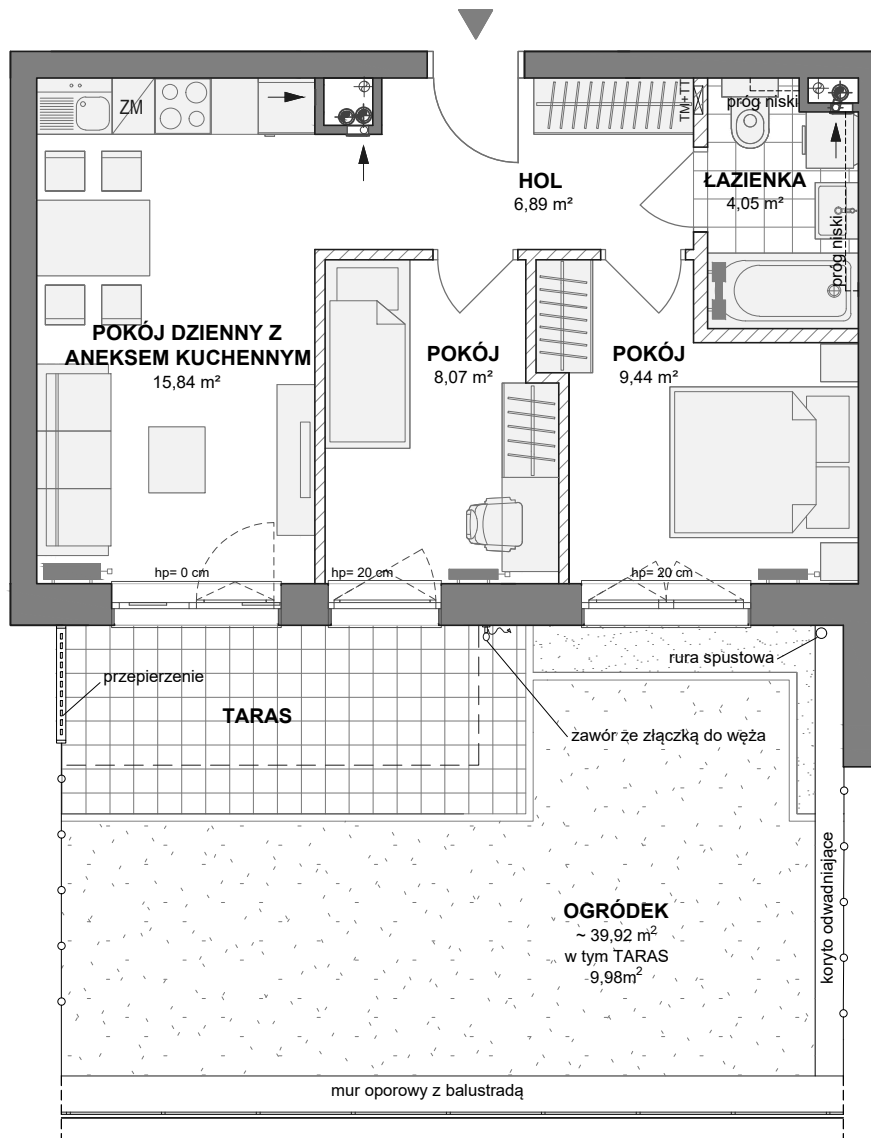 ZM
TM+TT
próg niski
HOL
6,89 m²
ŁAZIENKA
4,05 m²
próg niski
POKÓJ DZIENNY Z
ANEKSEM KUCHENNYM
15,84 m²
POKÓJ
8,07 m²
POKÓJ
9,44 m²
hp= 0 cm
hp= 20 cm
hp= 20 cm
przepierzenie
TARAS
rura spustowa
zawór ze złączką do węża
OGRÓDEK
~ 39,92 m²
w tym TARAS
9,98m²
koryto odwadniające
mur oporowy z balustradą